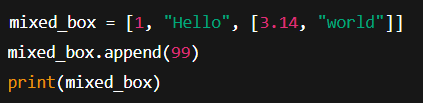 mixed_box = [1, "Hello", [3.14, "world"]]
mixed_box.append(99)
print(mixed_box)